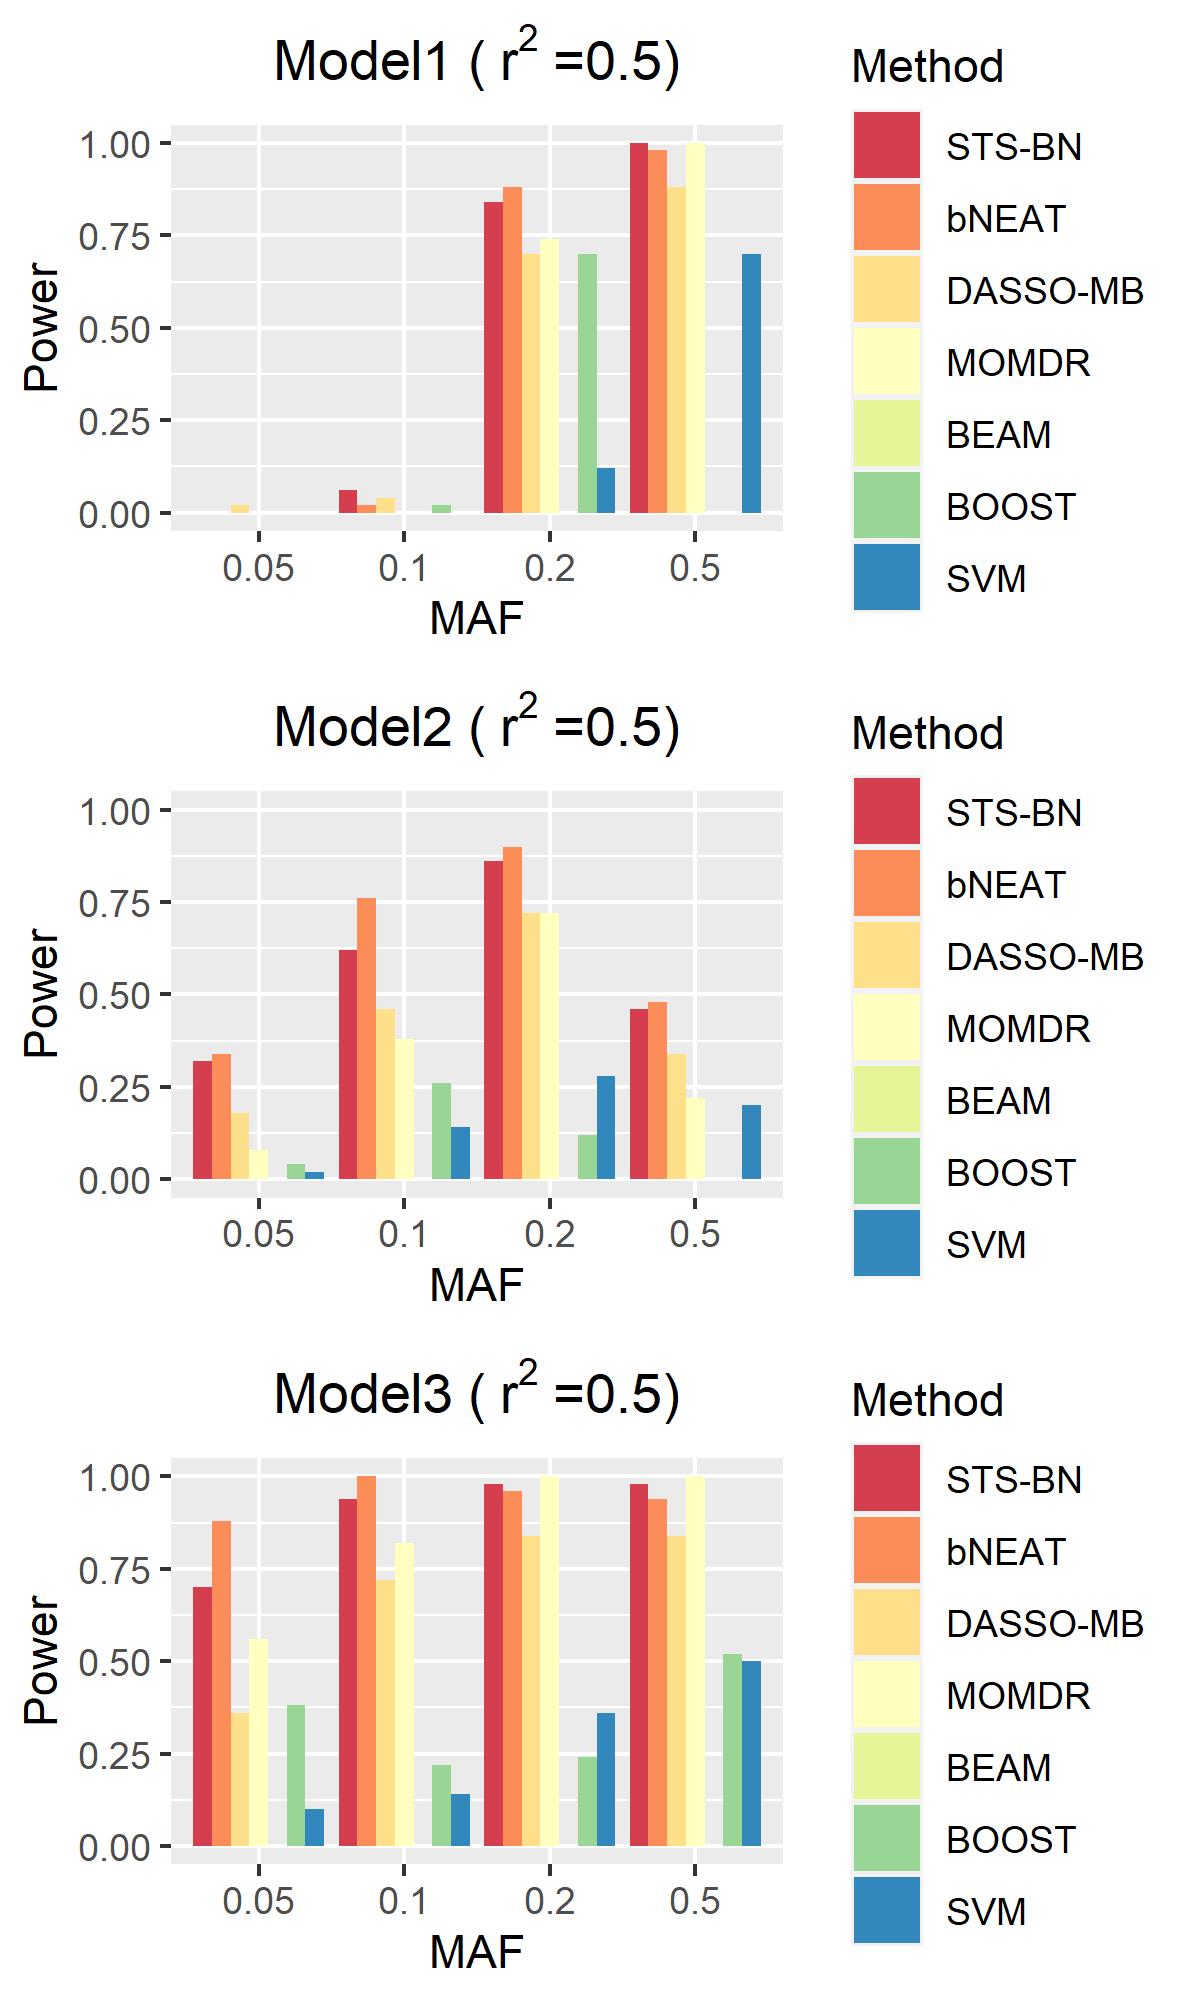 Model1 ( r² =0.5)
Method
STS-BN
bNEAT
DASSO-MB
MOMDR
BEAM
BOOST
SVM
Power
1.00
0.75
0.50
0.25
0.00
0.05 0.1 0.2 0.5
MAF
Model2 ( r² =0.5)
Method
STS-BN
bNEAT
DASSO-MB
MOMDR
BEAM
BOOST
SVM
Power
1.00
0.75
0.50
0.25
0.00
0.05 0.1 0.2 0.5
MAF
Model3 ( r² =0.5)
Method
STS-BN
bNEAT
DASSO-MB
MOMDR
BEAM
BOOST
SVM
Power
1.00
0.75
0.50
0.25
0.00
0.05 0.1 0.2 0.5
MAF